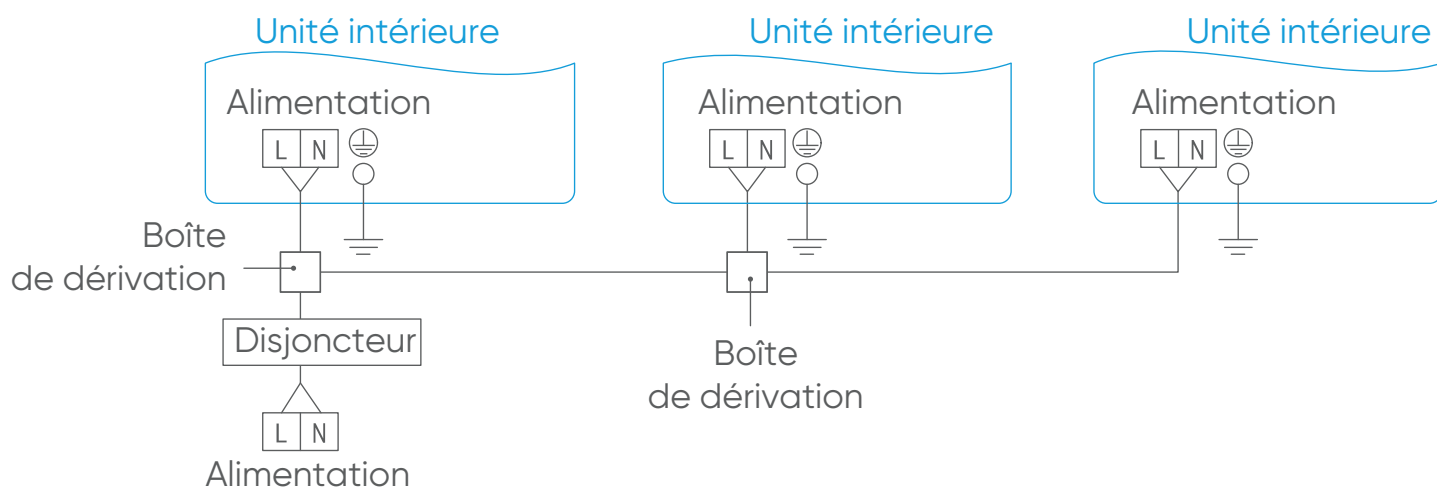 Unité intérieure Unité intérieure Unité intérieure
Alimentation Alimentation Alimentation
L N L N L N
Boîte
de dérivation
Disjoncteur
Boîte
de dérivation
L N
Alimentation